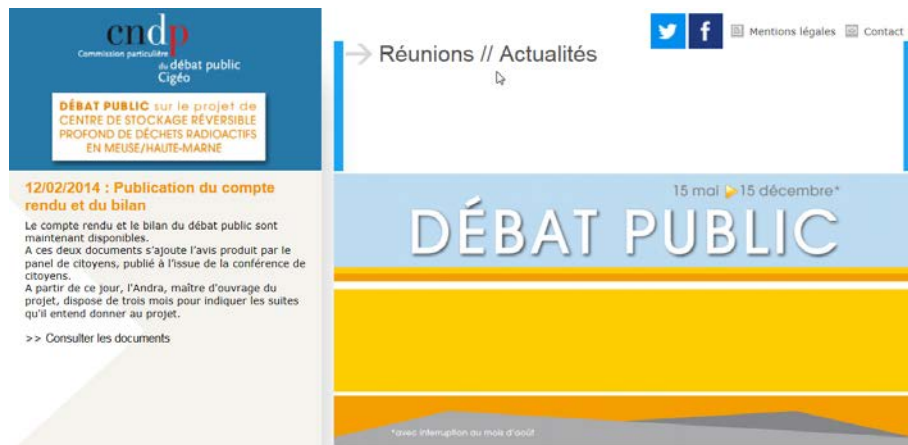 cndp
Commission particulière
du débat public
Cigéo
DÉBAT PUBLIC sur le projet de
CENTRE DE STOCKAGE RÉVERSIBLE
PROFOND DE DÉCHETS RADIOACTIFS
EN MEUSE/HAUTE-MARNE
12/02/2014 : Publication du compte
rendu et du bilan
Le compte rendu et le bilan du débat public sont
maintenant disponibles.
A ces deux documents s'ajoute l'avis produit par le
panel de citoyens, publié à l'issue de la conférence de
citoyens.
A partir de ce jour, l'Andra, maître d'ouvrage du
projet, dispose de trois mois pour indiquer les suites
qu'il entend donner au projet.
>> Consulter les documents
Réunions // Actualités
Mentions légales Contact
15 mai 15 décembre*
DÉBAT PUBLIC
*avec interruption au mois d'août